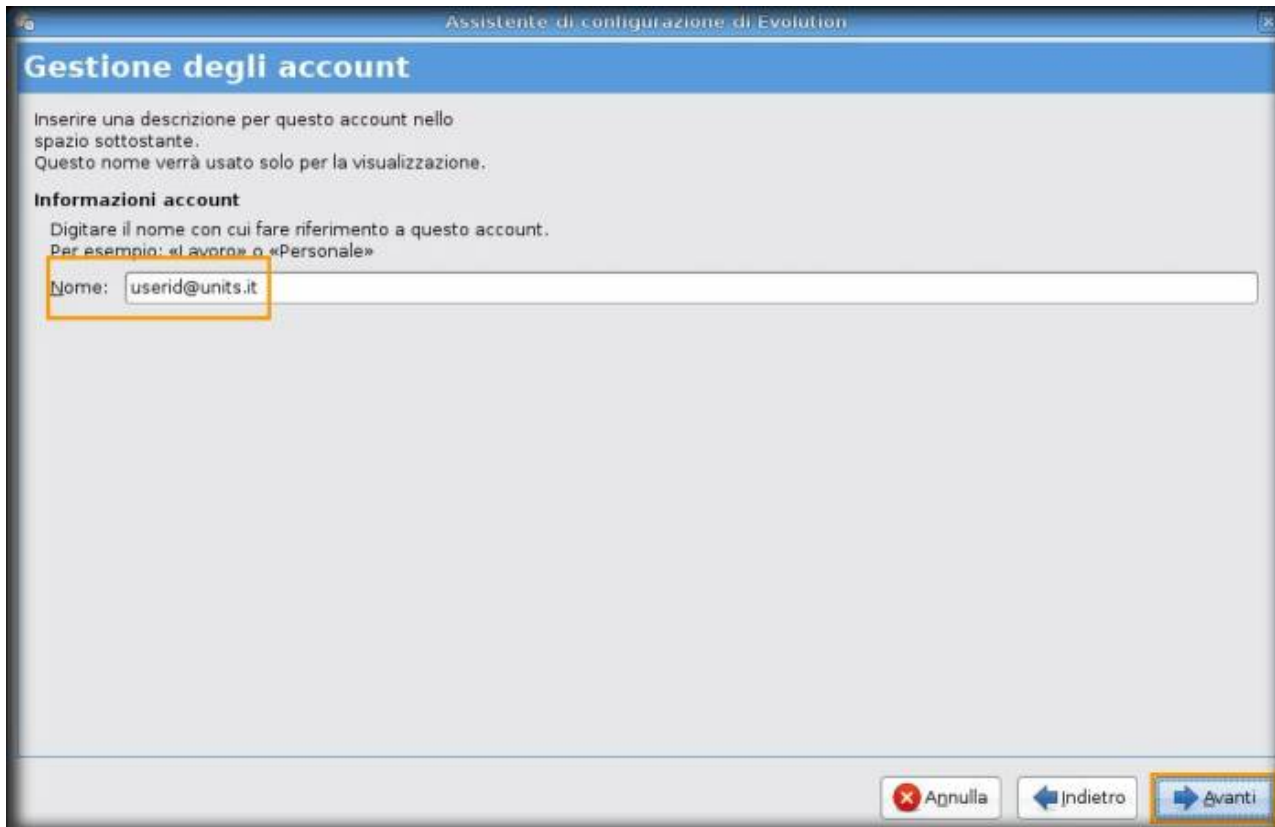 Assistente di configurazione di Evolution
Gestione degli account
Inserire una descrizione per questo account nello
spazio sottostante.
Questo nome verrà usato solo per la visualizzazione.
Informazioni account
Digitare il nome con cui fare riferimento a questo account.
Per esempio: «Lavoro» o «Personale»
Nome: userid@units.it
Annulla Indietro Avanti